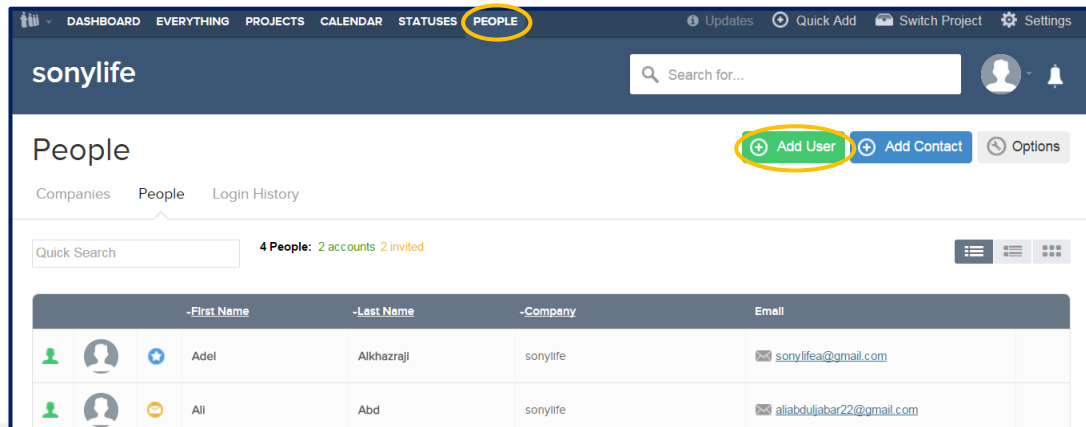 DASHBOARD EVERYTHING PROJECTS CALENDAR STATUSES PEOPLE Updates Quick Add Switch Project Settings
sonylife Search for...
People Add User Add Contact Options
Companies People Login History
Quick Search 4 People: 2 accounts 2 invited
First Name Last Name Company Email
Adel Alkhazraji sonylife sonylifea@gmail.com
Ali Abd sonylife aliabduljabar22@gmail.com